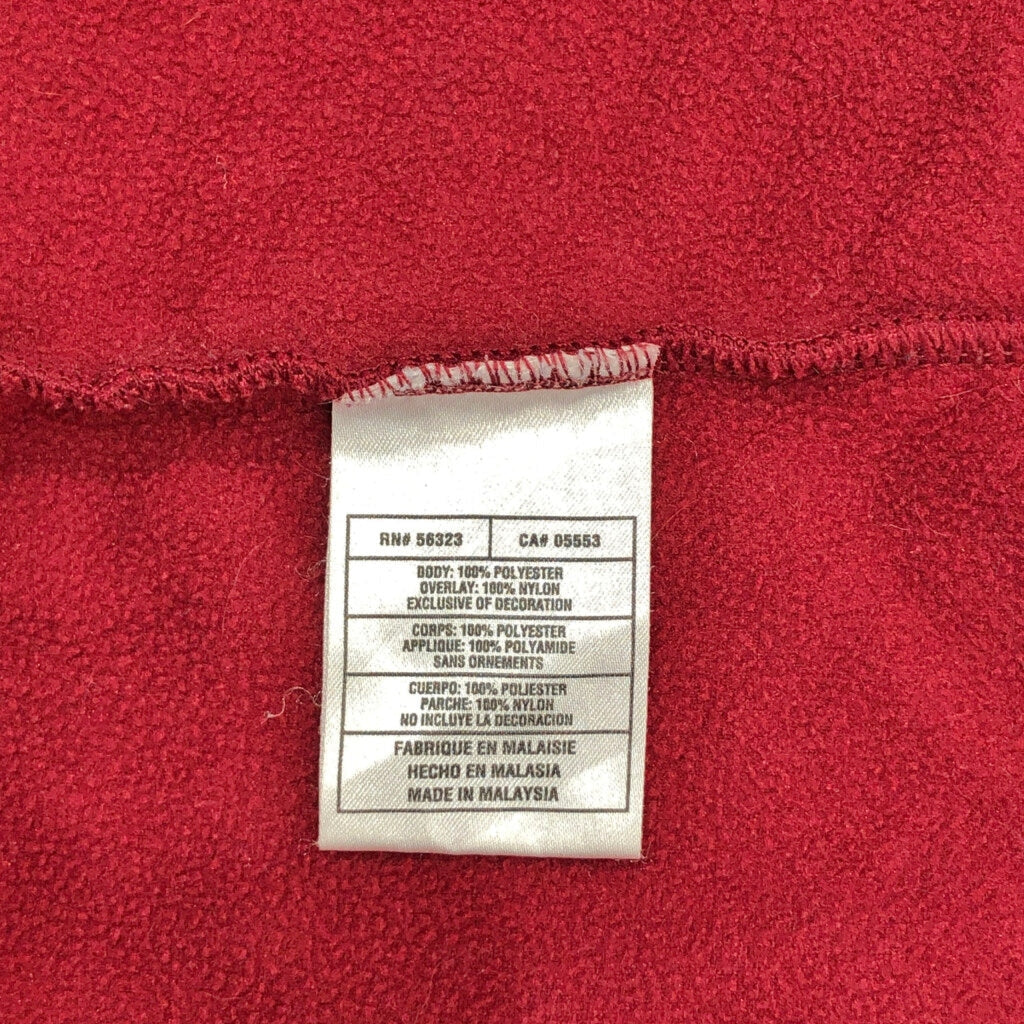 RN# 56323 CA# 05553
BODY: 100% POLYESTER
OVERLAY: 100% NYLON
EXCLUSIVE OF DECORATION
CORPS: 100% POLYESTER
APPLIQUE: 100% POLYAMIDE
SANS ORNEMENTS
CUERPO: 100% POLIESTER
PARCHE: 100% NYLON
NO INCLUYE LA DECORACION
FABRIQUE EN MALAISIE
HECHO EN MALASIA
MADE IN MALAYSIA